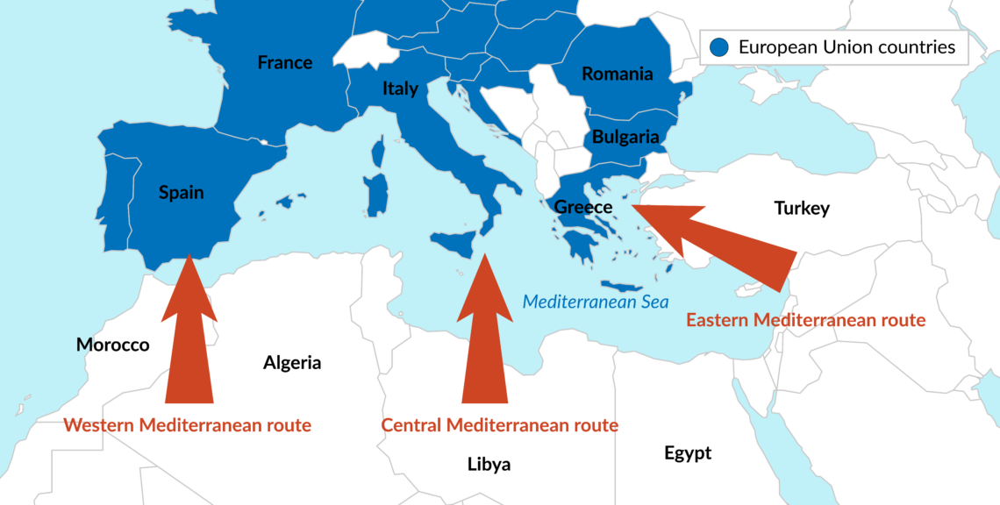 European Union countries
France
Romania
Italy
Bulgaria
Spain
Greece
Turkey
Mediterranean Sea
Eastern Mediterranean route
Morocco
Algeria
Western Mediterranean route
Central Mediterranean route
Egypt
Libya